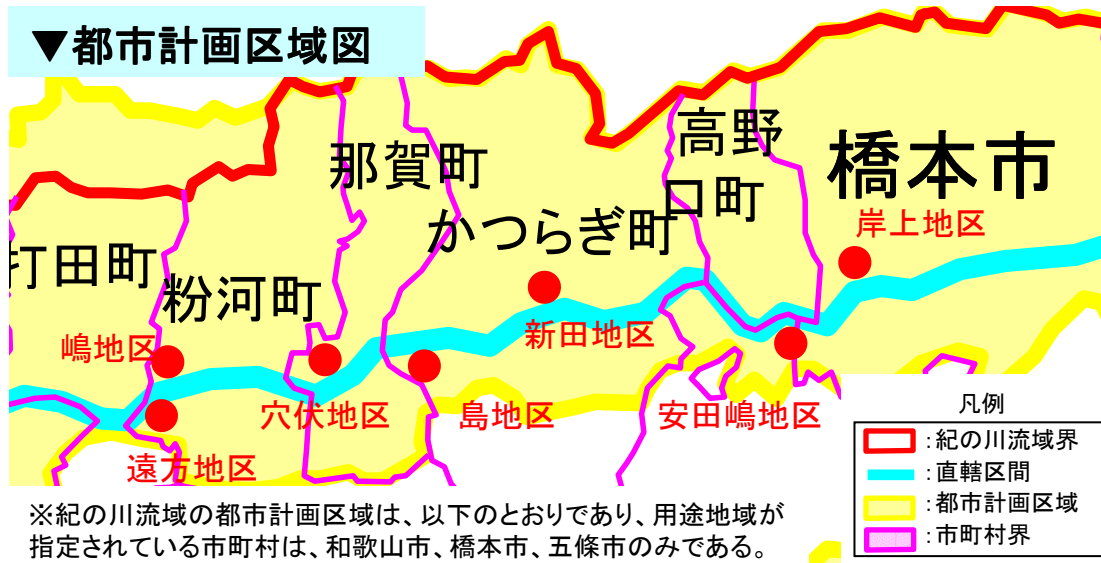 ▼都市計画区域図
高野
口町
橋本市
那賀町
かつらぎ町
岸上地区
打田町
粉河町
新田地区
嶋地区
穴伏地区
島地区
安田嶋地区
遠方地区
凡例
:紀の川流域界
:直轄区間
:都市計画区域
:市町村界
※紀の川流域の都市計画区域は、以下のとおりであり、用途地域が
指定されている市町村は、和歌山市、橋本市、五條市のみである。